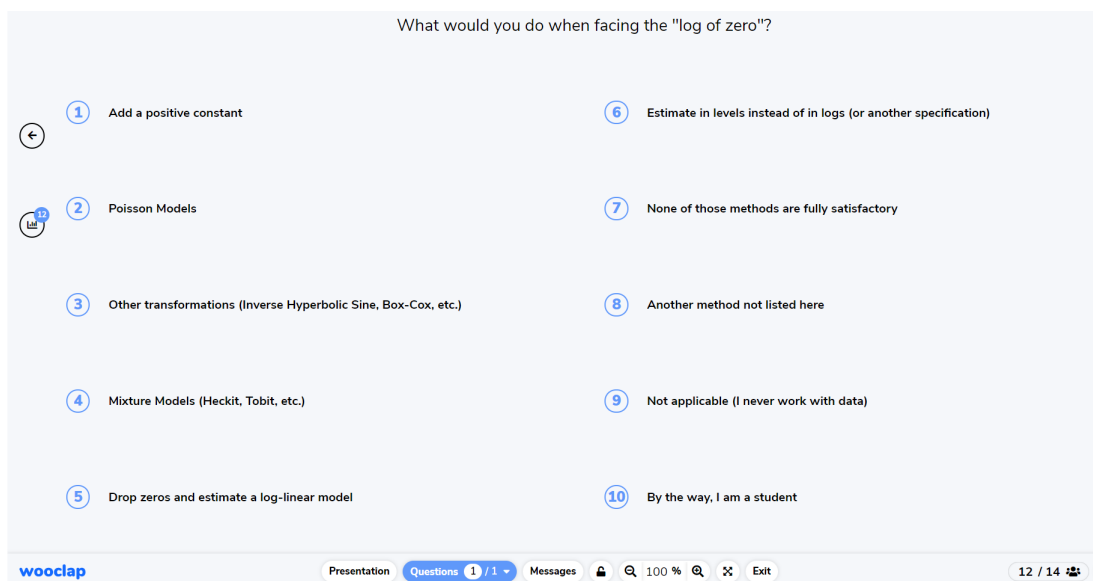 What would you do when facing the "log of zero"?
1 Add a positive constant
2 Poisson Models
3 Other transformations (Inverse Hyperbolic Sine, Box-Cox, etc.)
4 Mixture Models (Heckit, Tobit, etc.)
5 Drop zeros and estimate a log-linear model
6 Estimate in levels instead of in logs (or another specification)
7 None of those methods are fully satisfactory
8 Another method not listed here
9 Not applicable (I never work with data)
10 By the way, I am a student
12
wooclap
Presentation Questions 1 / 1 Messages 100 % Exit 12 / 14